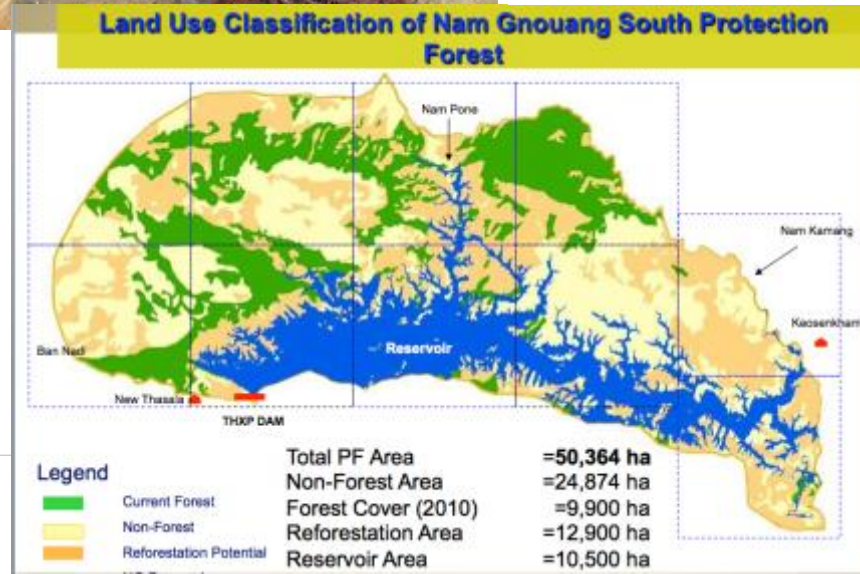 Land Use Classification of Nam Gnouang South Protection
Forest
Nam Pone
Nam Kamang
Kaosenkham
Reservoir
Ban Nadi
New Thasala
THXP DAM
Legend
Current Forest
Non-Forest
Reforestation Potential
Total PF Area =50,364 ha
Non-Forest Area =24,874 ha
Forest Cover (2010) =9,900 ha
Reforestation Area =12,900 ha
Reservoir Area =10,500 ha